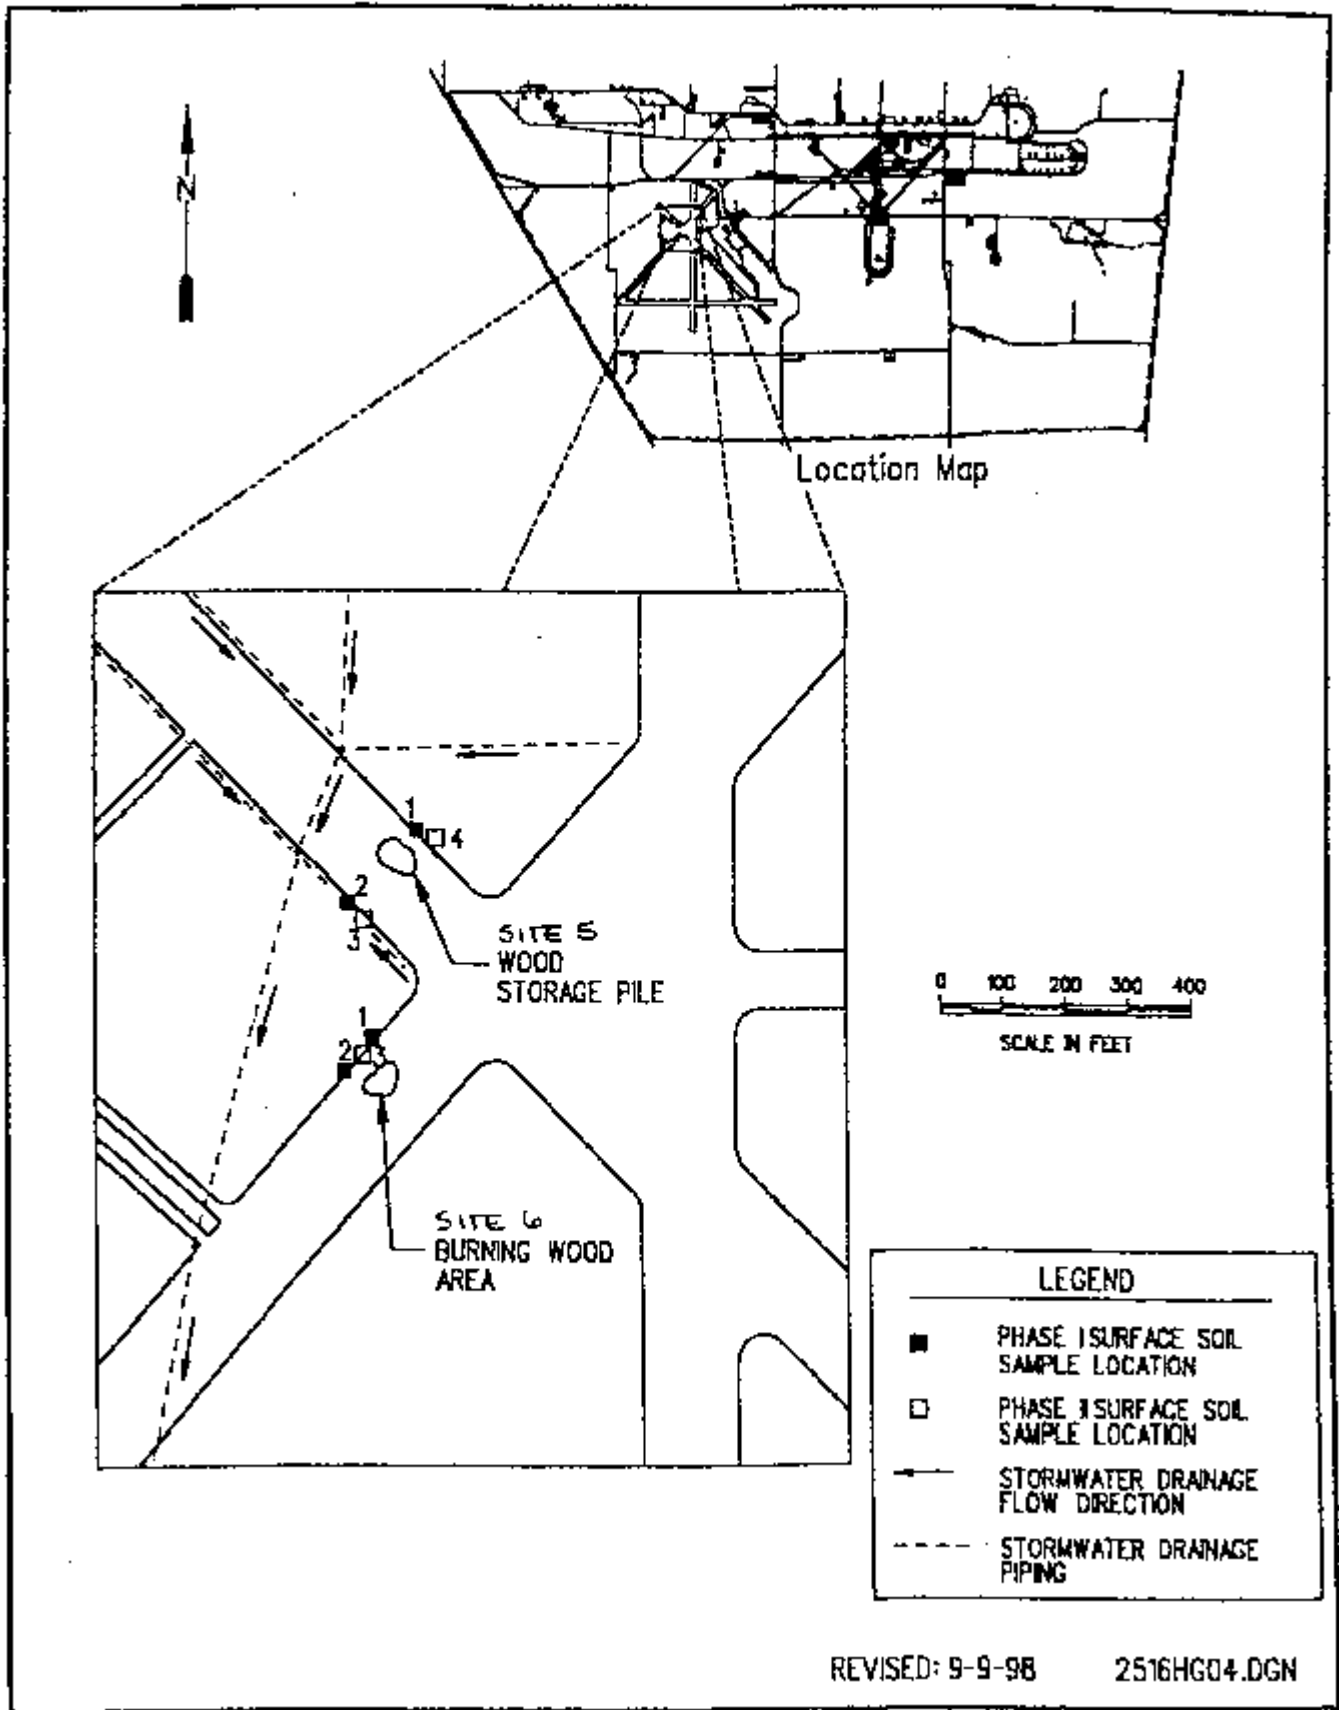 N
Location Map
1
4
2
3
SITE 5
WOOD
STORAGE PILE
1
2
3
SITE 6
BURNING WOOD
AREA
0 100 200 300 400
SCALE IN FEET
LEGEND
PHASE I SURFACE SOIL
SAMPLE LOCATION
PHASE II SURFACE SOIL
SAMPLE LOCATION
STORMWATER DRAINAGE
FLOW DIRECTION
STORMWATER DRAINAGE
PIPING
REVISED: 9-9-98 2516HG04.DGN